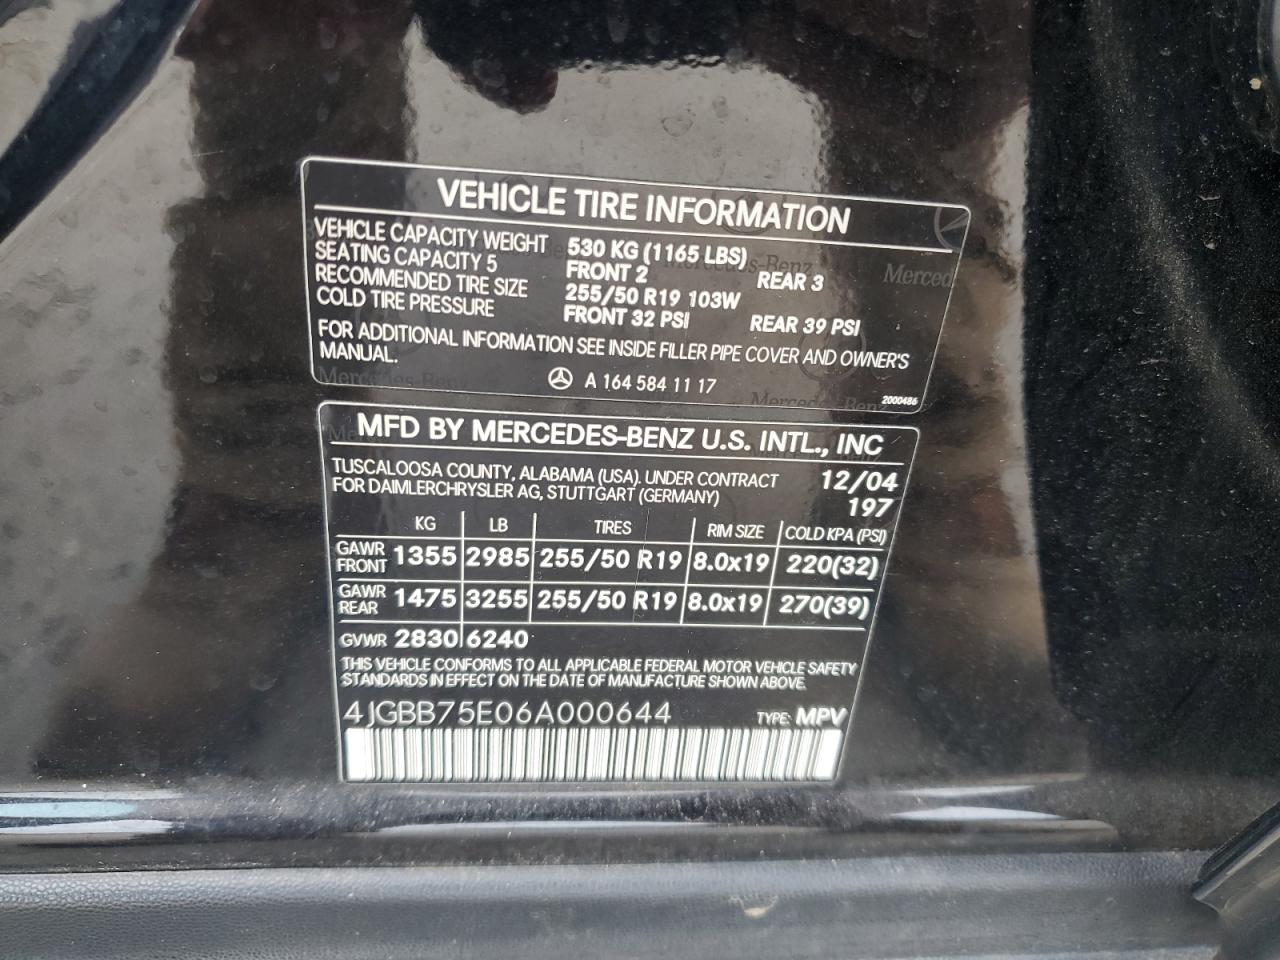 VEHICLE TIRE INFORMATION
VEHICLE CAPACITY WEIGHT 530 KG (1165 LBS)
SEATING CAPACITY 5 FRONT 2 REAR 3
RECOMMENDED TIRE SIZE 255/50 R19 103W
COLD TIRE PRESSURE FRONT 32 PSI REAR 39 PSI
FOR ADDITIONAL INFORMATION SEE INSIDE FILLER PIPE COVER AND OWNER'S
MANUAL.
A 164 584 11 17
2000486
MFD BY MERCEDES-BENZ U.S. INTL., INC
TUSCALOOSA COUNTY, ALABAMA (USA). UNDER CONTRACT 12/04
FOR DAIMLERCHRYSLER AG, STUTTGART (GERMANY) 197
KG LB TIRES RIM SIZE COLD KPA (PSI)
GAWR FRONT 1355 2985 255/50 R19 8.0x19 220(32)
GAWR REAR 1475 3255 255/50 R19 8.0x19 270(39)
GVWR 2830 6240
THIS VEHICLE CONFORMS TO ALL APPLICABLE FEDERAL MOTOR VEHICLE SAFETY
STANDARDS IN EFFECT ON THE DATE OF MANUFACTURE SHOWN ABOVE.
4JGBB75E06A000644 TYPE: MPV